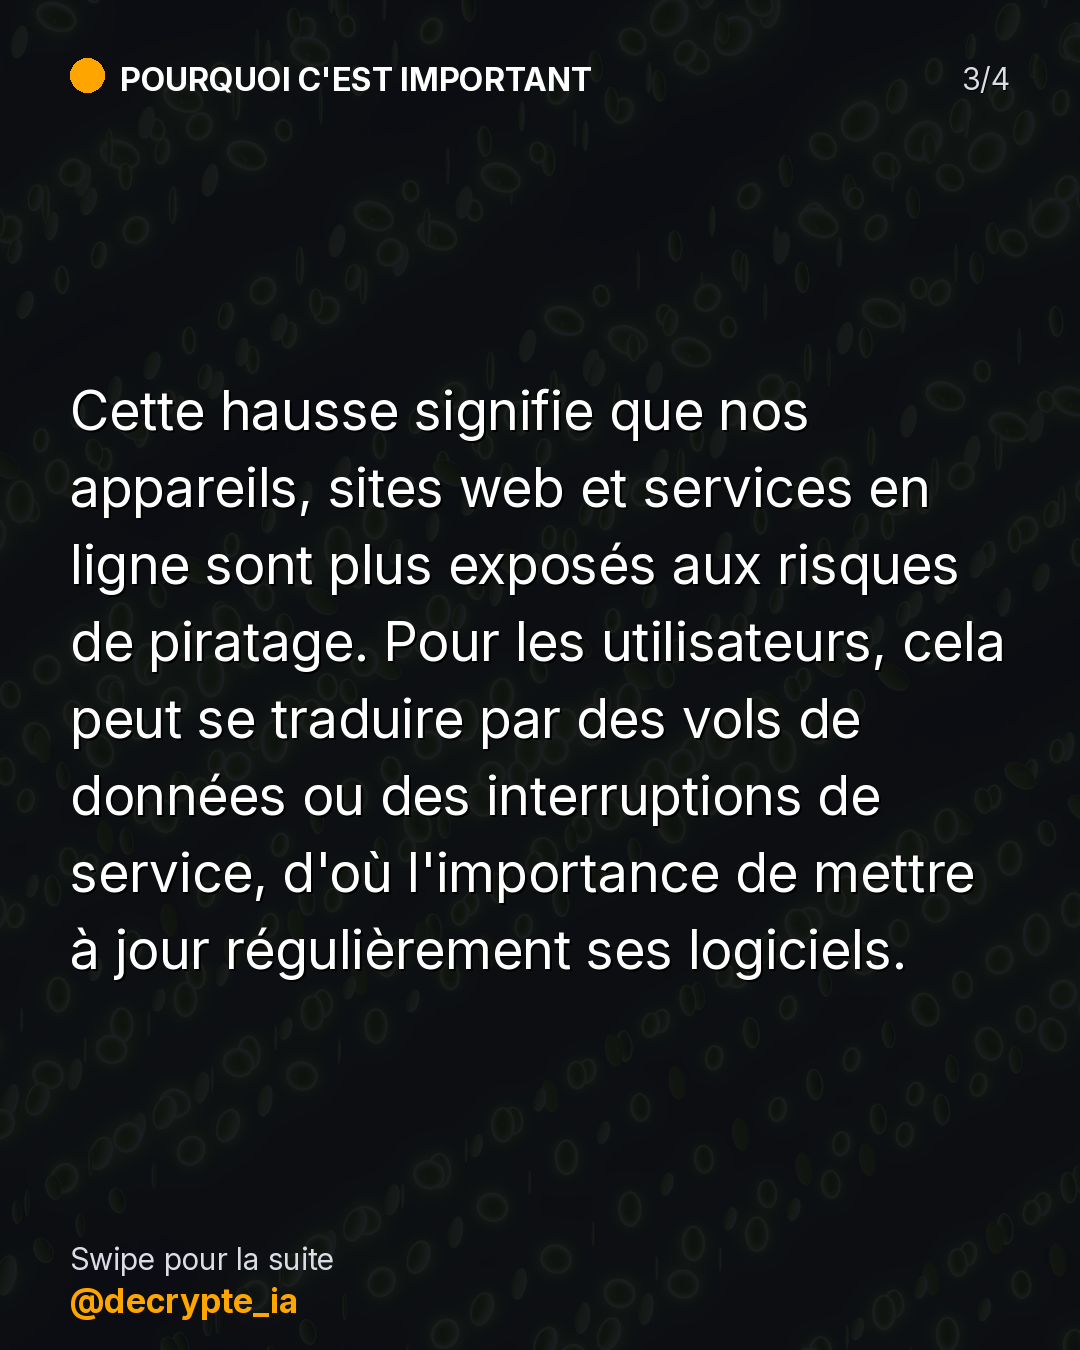 POURQUOI C'EST IMPORTANT
3/4
Cette hausse signifie que nos
appareils, sites web et services en
ligne sont plus exposés aux risques
de piratage. Pour les utilisateurs, cela
peut se traduire par des vols de
données ou des interruptions de
service, d'où l'importance de mettre
à jour régulièrement ses logiciels.
Swipe pour la suite
@decrypte_ia